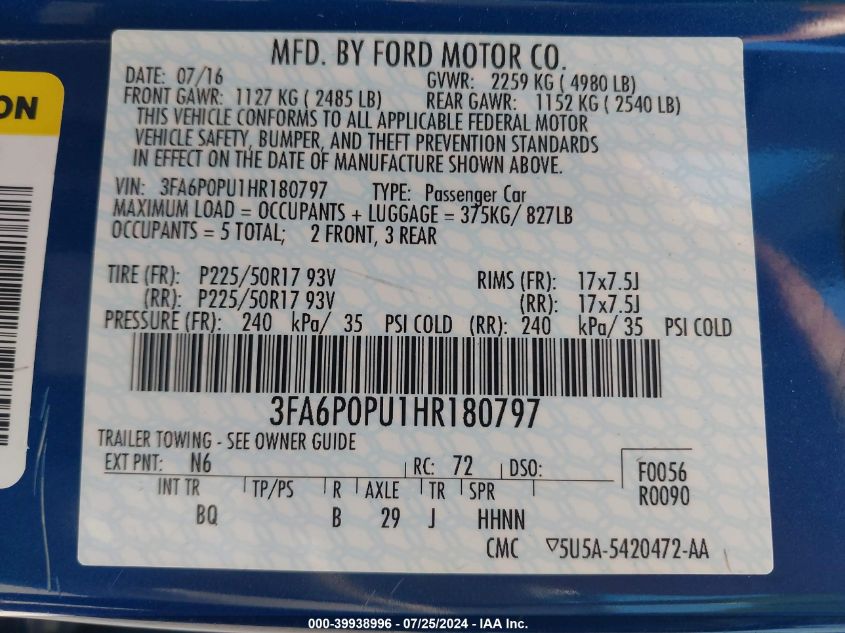 MFD. BY FORD MOTOR CO.
DATE: 07/16 GVWR: 2259 KG ( 4980 LB)
FRONT GAWR: 1127 KG ( 2485 LB) REAR GAWR: 1152 KG ( 2540 LB)
THIS VEHICLE CONFORMS TO ALL APPLICABLE FEDERAL MOTOR
VEHICLE SAFETY, BUMPER, AND THEFT PREVENTION STANDARDS
IN EFFECT ON THE DATE OF MANUFACTURE SHOWN ABOVE.
VIN: 3FA6P0PU1HR180797 TYPE: Passenger Car
MAXIMUM LOAD = OCCUPANTS + LUGGAGE = 375KG/ 827LB
OCCUPANTS = 5 TOTAL; 2 FRONT, 3 REAR
TIRE (FR): P225/50R17 93V RIMS (FR): 17x7.5J
(RR): P225/50R17 93V (RR): 17x7.5J
PRESSURE (FR): 240 kPa/ 35 PSI COLD (RR): 240 kPa/ 35 PSI COLD
3FA6P0PU1HR180797
TRAILER TOWING - SEE OWNER GUIDE
EXT PNT: N6 RC: 72 DSO: F0056
R0090
INT TR TP/PS R AXLE TR SPR
BQ B 29 J HHNN
CMC ▽5U5A-5420472-AA
ON
000-39938996 - 07/25/2024 - IAA Inc.